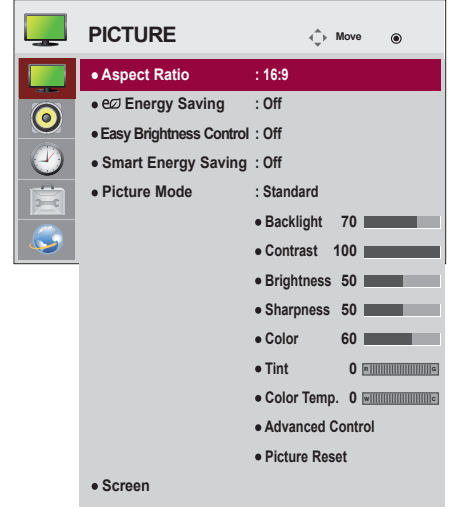 PICTURE Move
• Aspect Ratio : 16:9
• e Energy Saving : Off
• Easy Brightness Control : Off
• Smart Energy Saving : Off
• Picture Mode : Standard
• Backlight 70
• Contrast 100
• Brightness 50
• Sharpness 50
• Color 60
• Tint 0 R G
• Color Temp. 0 W C
• Advanced Control
• Picture Reset
• Screen